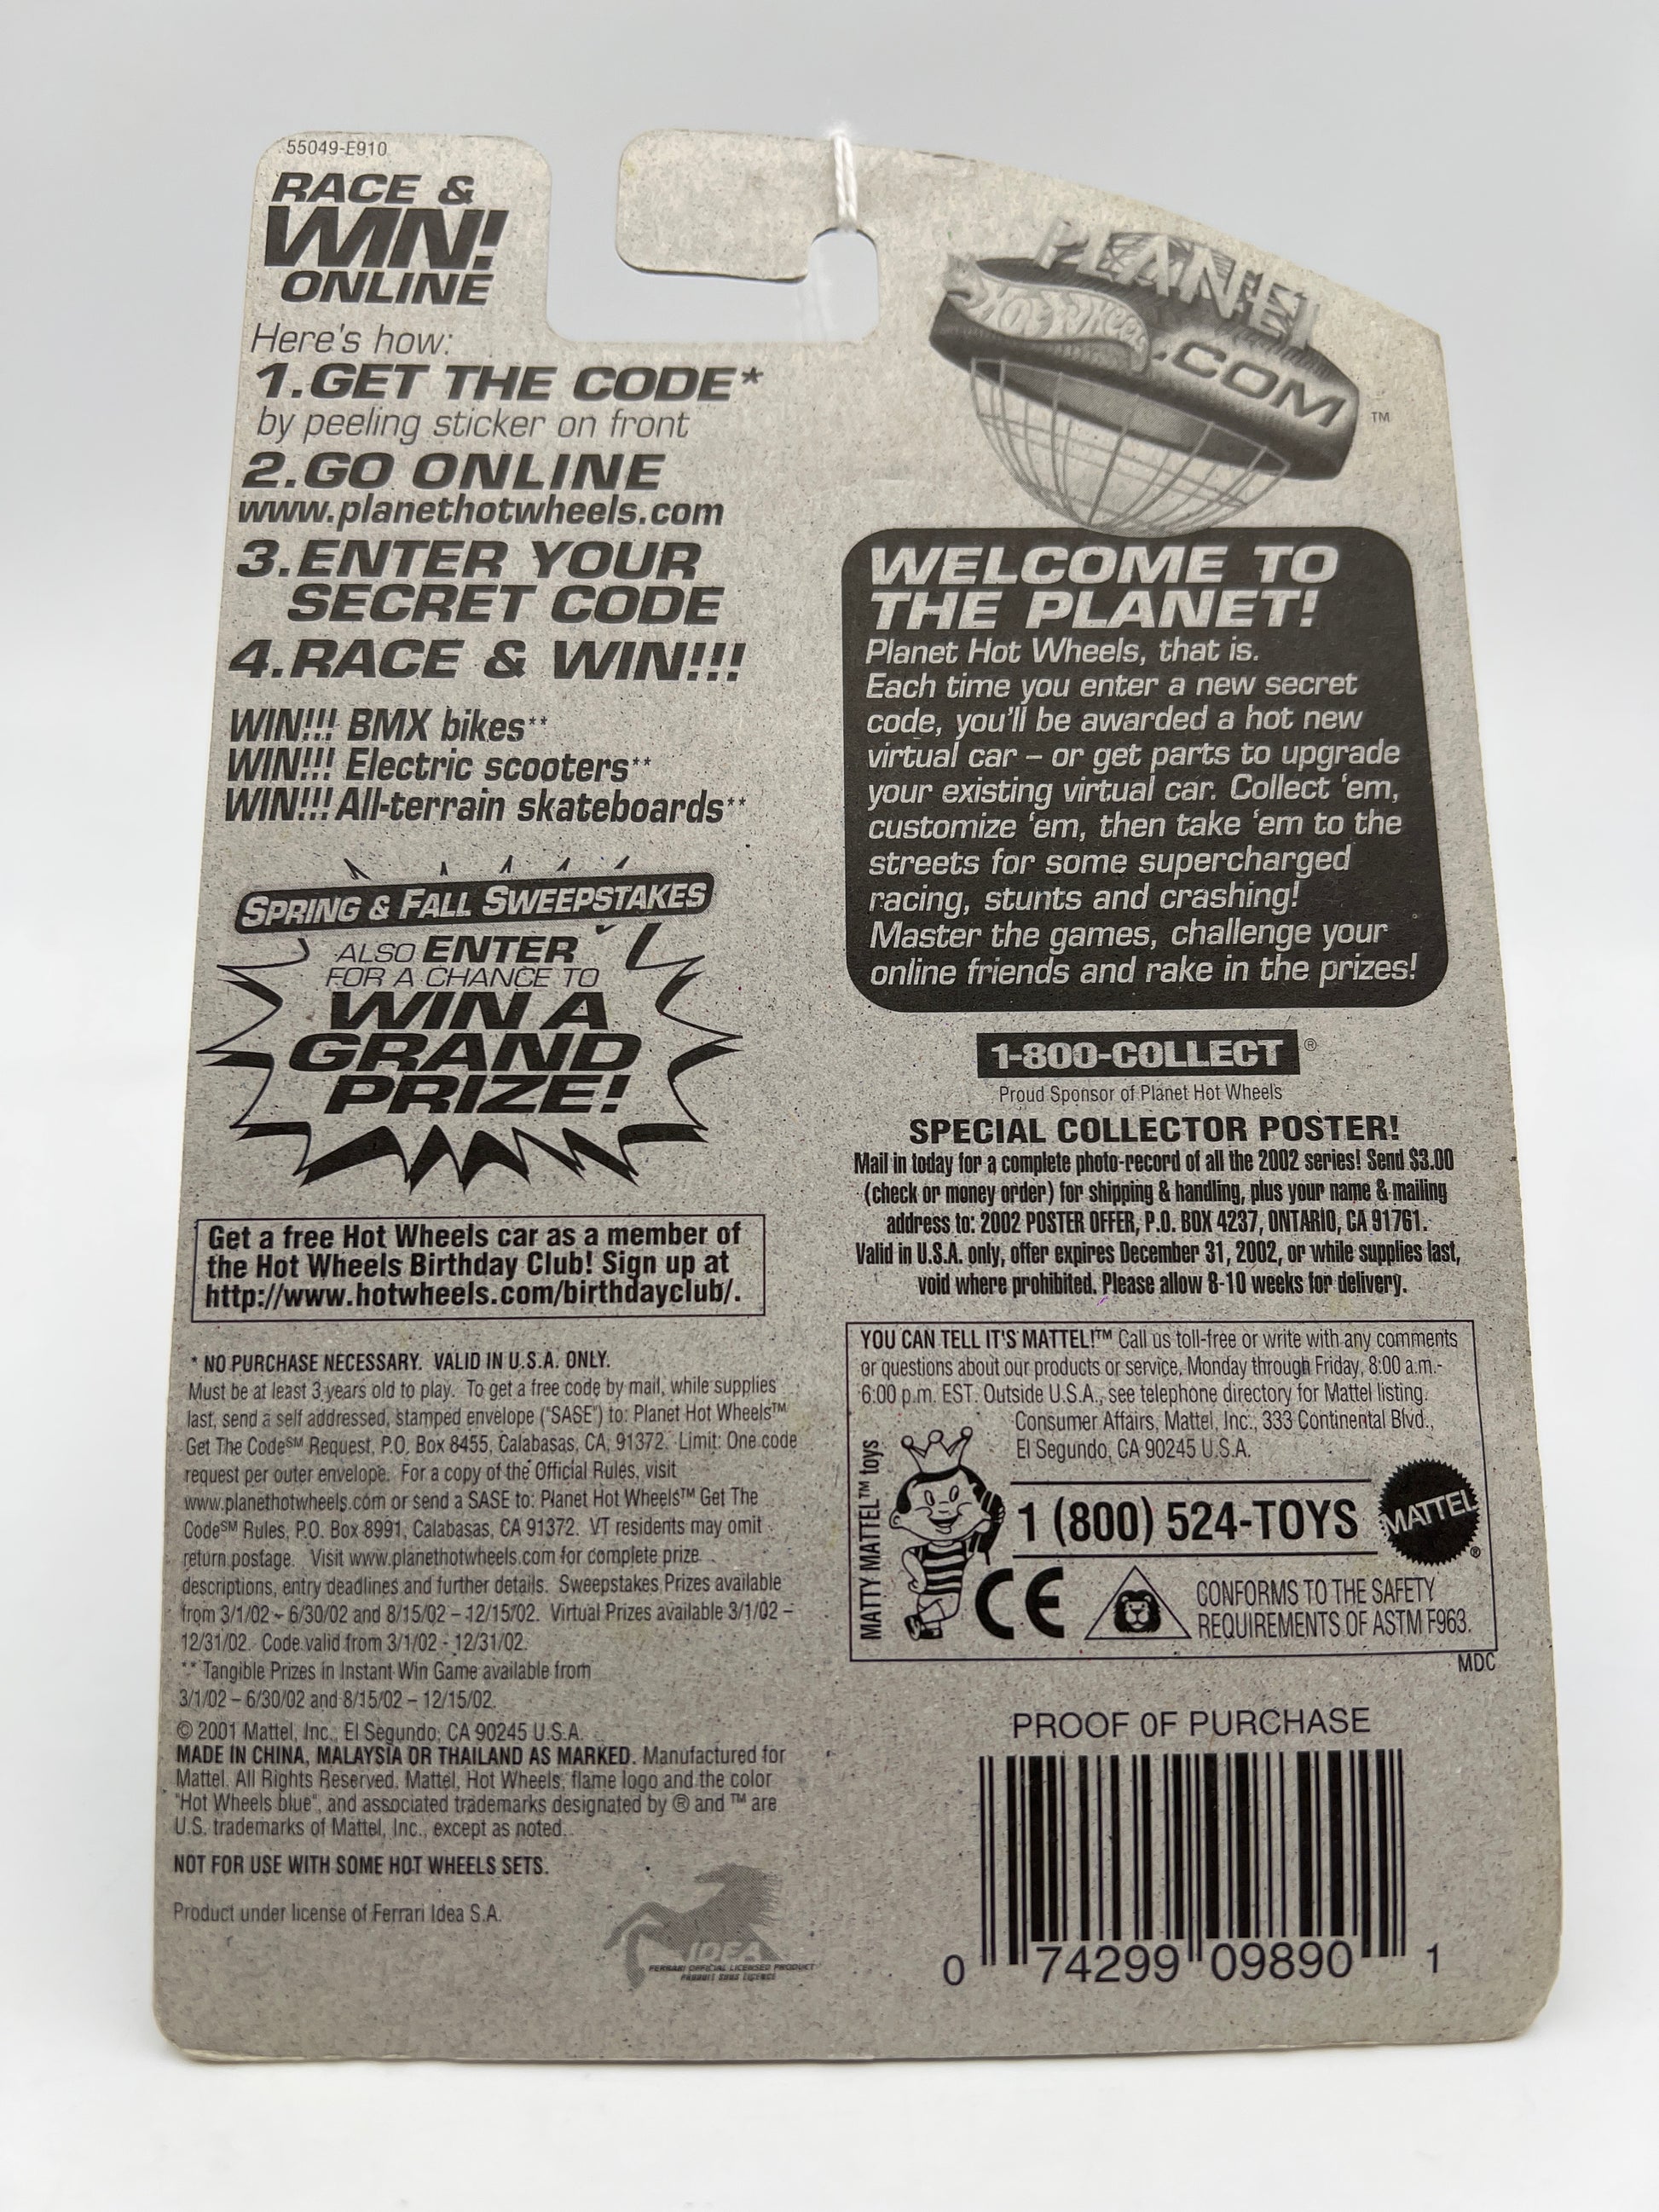 55049-E910
RACE &
WIN!
ONLINE
Here's how:
1.GET THE CODE*
by peeling sticker on front
2.GO ONLINE
www.planethotwheels.com
3.ENTER YOUR
SECRET CODE
4.RACE & WIN!!!
WIN!!! BMX bikes**
WIN!!! Electric scooters**
WIN!!! All-terrain skateboards**
SPRING & FALL SWEEPSTAKES
ALSO ENTER
FOR A CHANCE TO
WIN A
GRAND
PRIZE!
Get a free Hot Wheels car as a member of
the Hot Wheels Birthday Club! Sign up at
http://www.hotwheels.com/birthdayclub/.
* NO PURCHASE NECESSARY. VALID IN U.S.A. ONLY.
Must be at least 3 years old to play. To get a free code by mail, while supplies
last, send a self addressed, stamped envelope ("SASE") to: Planet Hot Wheels™
Get The Code℠ Request, P.O. Box 8455, Calabasas, CA, 91372. Limit: One code
request per outer envelope. For a copy of the Official Rules, visit
www.planethotwheels.com or send a SASE to: Planet Hot Wheels™ Get The
Code℠ Rules, P.O. Box 8991, Calabasas, CA 91372. VT residents may omit
return postage. Visit www.planethotwheels.com for complete prize
descriptions, entry deadlines and further details. Sweepstakes Prizes available
from 3/1/02 – 6/30/02 and 8/15/02 – 12/15/02. Virtual Prizes available 3/1/02 –
12/31/02. Code valid from 3/1/02 - 12/31/02.
** Tangible Prizes in Instant Win Game available from
3/1/02 – 6/30/02 and 8/15/02 – 12/15/02.
© 2001 Mattel, Inc., El Segundo, CA 90245 U.S.A.
MADE IN CHINA, MALAYSIA OR THAILAND AS MARKED. Manufactured for
Mattel. All Rights Reserved. Mattel, Hot Wheels, flame logo and the color
"Hot Wheels blue", and associated trademarks designated by ® and ™ are
U.S. trademarks of Mattel, Inc., except as noted.
NOT FOR USE WITH SOME HOT WHEELS SETS.
Product under license of Ferrari Idea S.A.
IDEA
FERRARI OFFICIAL LICENSED PRODUCT
PRODUIT SOUS LICENCE
PLANET
HOT WHEELS
.COM ™
WELCOME TO
THE PLANET!
Planet Hot Wheels, that is.
Each time you enter a new secret
code, you'll be awarded a hot new
virtual car – or get parts to upgrade
your existing virtual car. Collect 'em,
customize 'em, then take 'em to the
streets for some supercharged
racing, stunts and crashing!
Master the games, challenge your
online friends and rake in the prizes!
1-800-COLLECT ®
Proud Sponsor of Planet Hot Wheels
SPECIAL COLLECTOR POSTER!
Mail in today for a complete photo-record of all the 2002 series! Send $3.00
(check or money order) for shipping & handling, plus your name & mailing
address to: 2002 POSTER OFFER, P.O. BOX 4237, ONTARIO, CA 91761.
Valid in U.S.A. only, offer expires December 31, 2002, or while supplies last,
void where prohibited. Please allow 8-10 weeks for delivery.
YOU CAN TELL IT'S MATTEL!™ Call us toll-free or write with any comments
or questions about our products or service, Monday through Friday, 8:00 a.m.-
6:00 p.m. EST. Outside U.S.A., see telephone directory for Mattel listing.
Consumer Affairs, Mattel, Inc., 333 Continental Blvd.,
El Segundo, CA 90245 U.S.A.
MATTY MATTEL™ toys
1 (800) 524-TOYS
MATTEL ®
CE
CONFORMS TO THE SAFETY
REQUIREMENTS OF ASTM F963.
MDC
PROOF OF PURCHASE
0 74299 09890 1